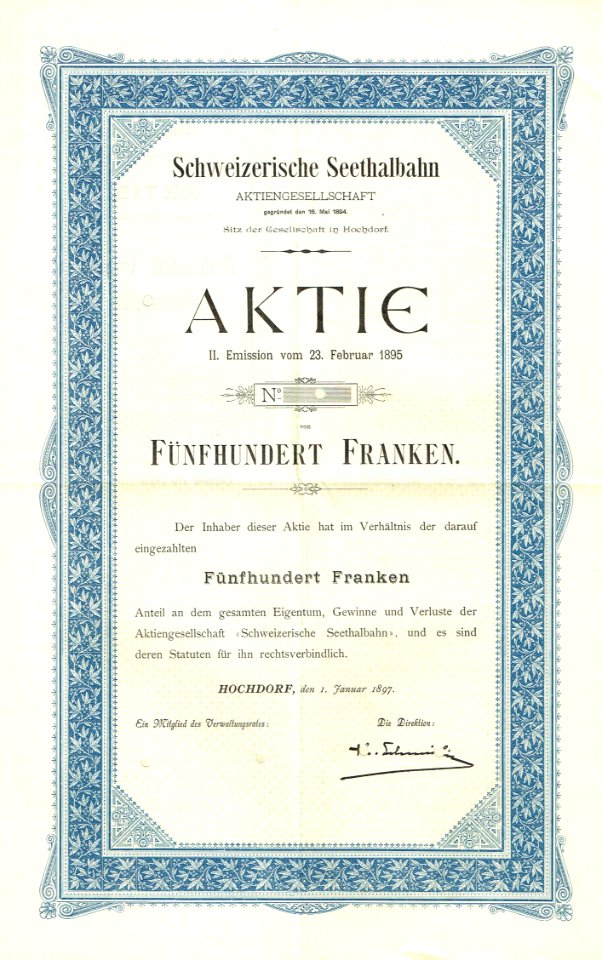 Schweizerische Seethalbahn
AKTIENGESELLSCHAFT
gegründet den 16. Mai 1894.
Sitz der Gesellschaft in Hochdorf.
AKTIE
II. Emission vom 23. Februar 1895
No
von
FÜNFHUNDERT FRANKEN.
Der Inhaber dieser Aktie hat im Verhältnis der darauf
eingezahlten
Fünfhundert Franken
Anteil an dem gesamten Eigentum, Gewinne und Verluste der
Aktiengesellschaft «Schweizerische Seethalbahn», und es sind
deren Statuten für ihn rechtsverbindlich.
HOCHDORF, den 1. Januar 1897.
Ein Mitglied des Verwaltungsrates: Die Direktion: